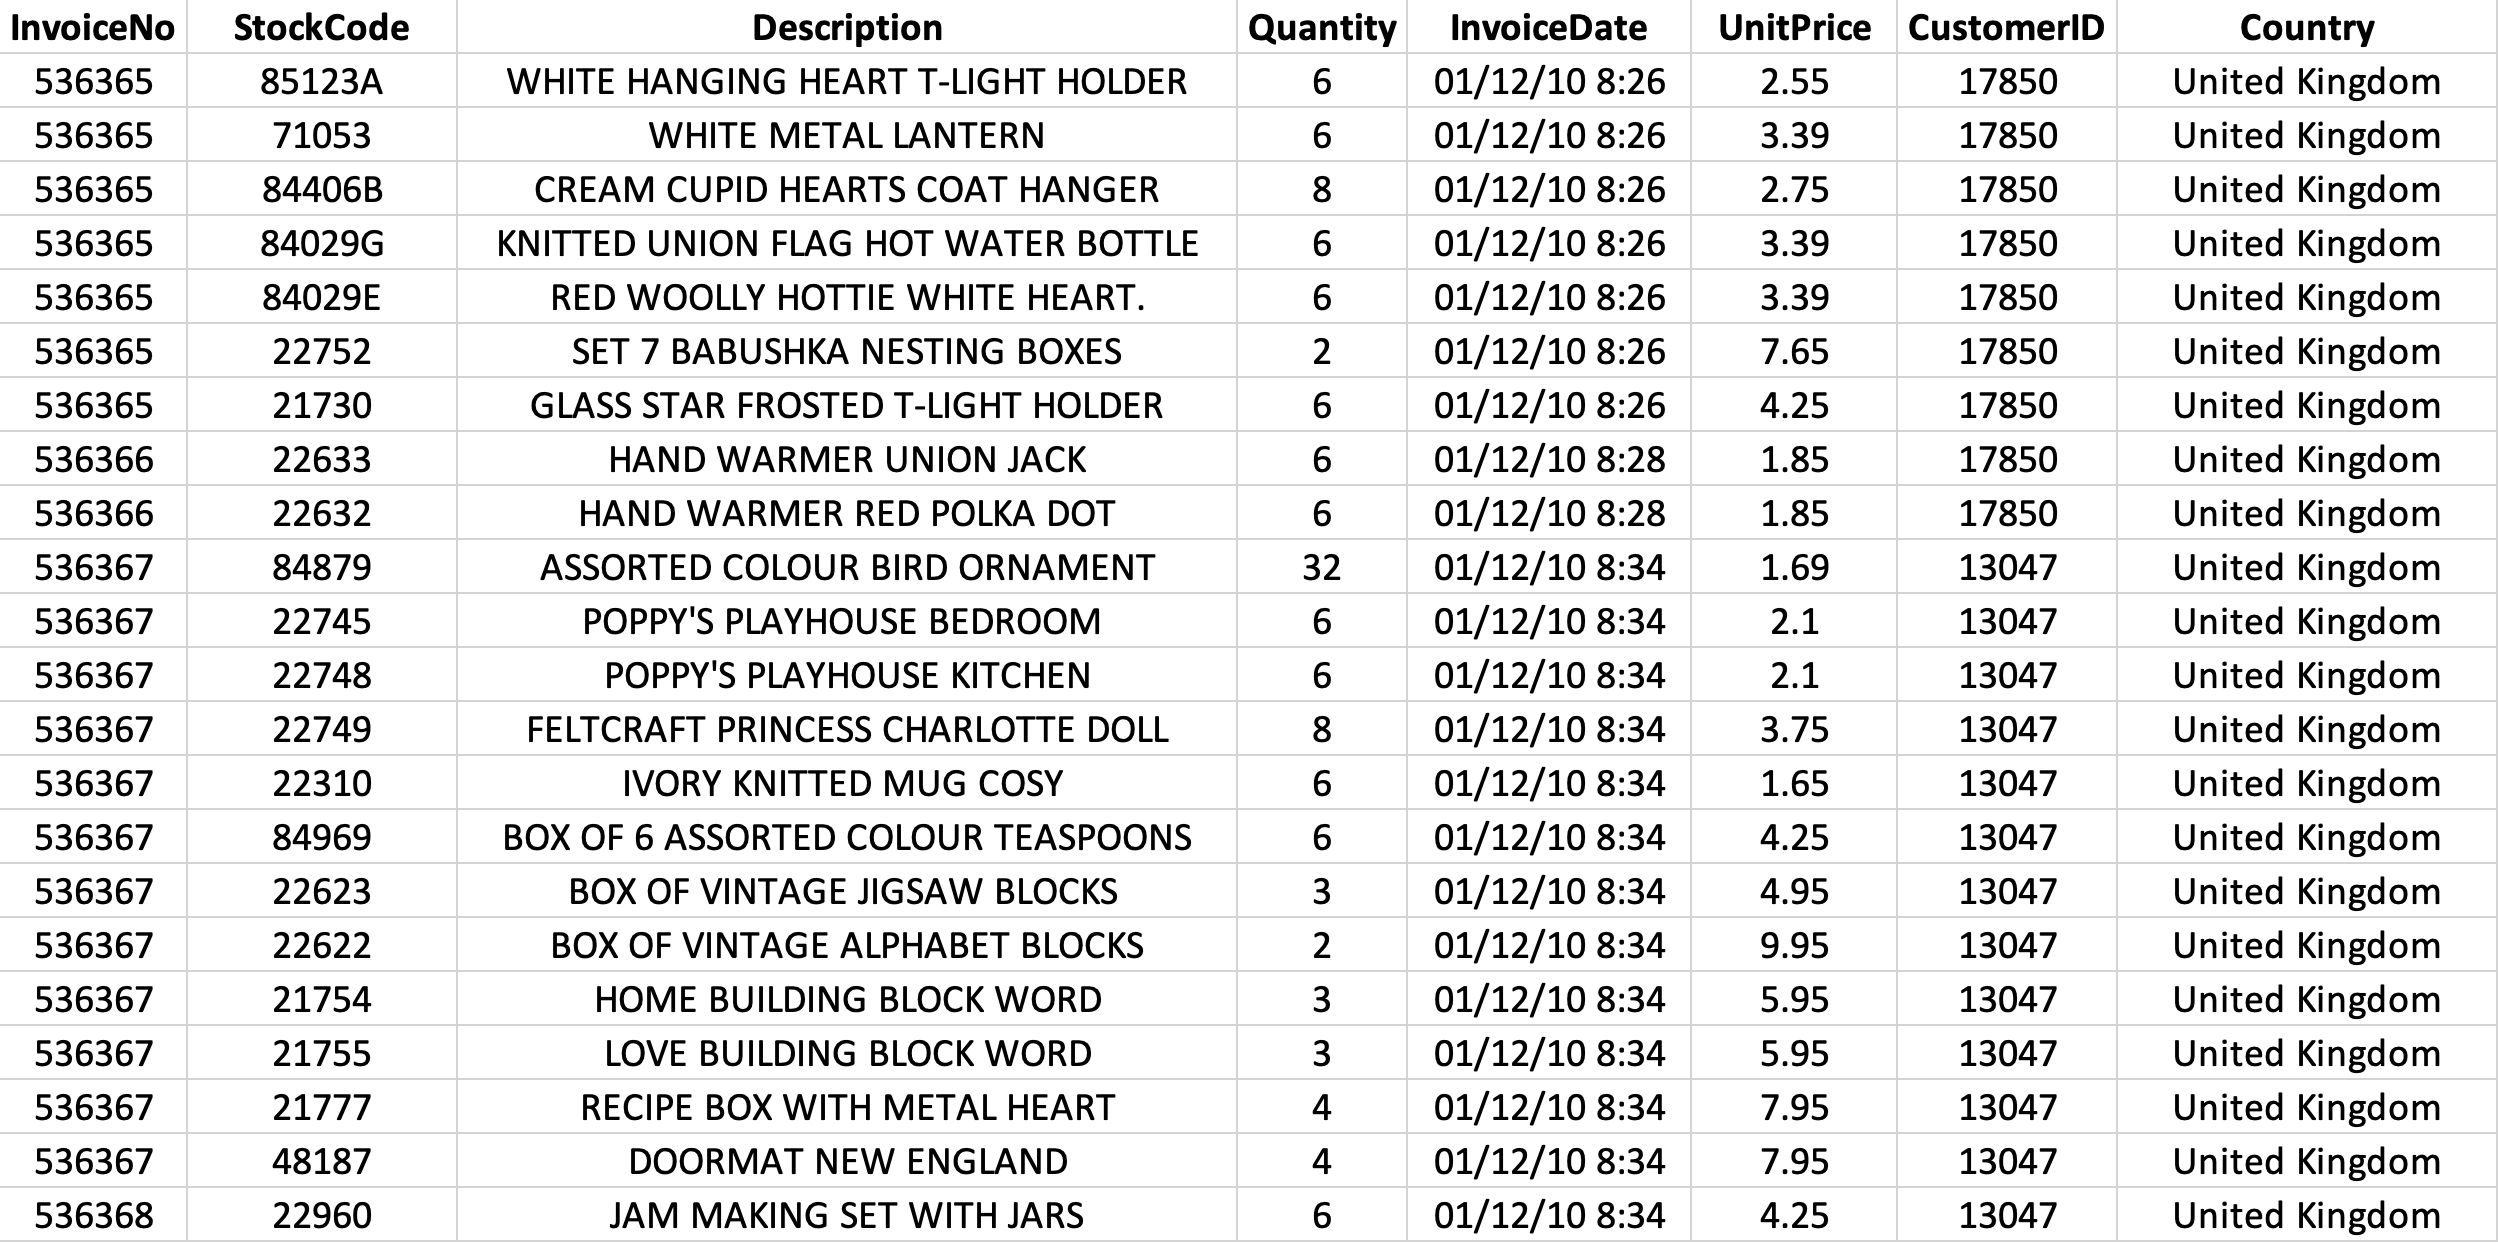 InvoiceNo StockCode Description Quantity InvoiceDate UnitPrice CustomerID Country
536365 85123A WHITE HANGING HEART T-LIGHT HOLDER 6 01/12/10 8:26 2.55 17850 United Kingdom
536365 71053 WHITE METAL LANTERN 6 01/12/10 8:26 3.39 17850 United Kingdom
536365 84406B CREAM CUPID HEARTS COAT HANGER 8 01/12/10 8:26 2.75 17850 United Kingdom
536365 84029G KNITTED UNION FLAG HOT WATER BOTTLE 6 01/12/10 8:26 3.39 17850 United Kingdom
536365 84029E RED WOOLLY HOTTIE WHITE HEART. 6 01/12/10 8:26 3.39 17850 United Kingdom
536365 22752 SET 7 BABUSHKA NESTING BOXES 2 01/12/10 8:26 7.65 17850 United Kingdom
536365 21730 GLASS STAR FROSTED T-LIGHT HOLDER 6 01/12/10 8:26 4.25 17850 United Kingdom
536366 22633 HAND WARMER UNION JACK 6 01/12/10 8:28 1.85 17850 United Kingdom
536366 22632 HAND WARMER RED POLKA DOT 6 01/12/10 8:28 1.85 17850 United Kingdom
536367 84879 ASSORTED COLOUR BIRD ORNAMENT 32 01/12/10 8:34 1.69 13047 United Kingdom
536367 22745 POPPY'S PLAYHOUSE BEDROOM 6 01/12/10 8:34 2.1 13047 United Kingdom
536367 22748 POPPY'S PLAYHOUSE KITCHEN 6 01/12/10 8:34 2.1 13047 United Kingdom
536367 22749 FELTCRAFT PRINCESS CHARLOTTE DOLL 8 01/12/10 8:34 3.75 13047 United Kingdom
536367 22310 IVORY KNITTED MUG COSY 6 01/12/10 8:34 1.65 13047 United Kingdom
536367 84969 BOX OF 6 ASSORTED COLOUR TEASPOONS 6 01/12/10 8:34 4.25 13047 United Kingdom
536367 22623 BOX OF VINTAGE JIGSAW BLOCKS 3 01/12/10 8:34 4.95 13047 United Kingdom
536367 22622 BOX OF VINTAGE ALPHABET BLOCKS 2 01/12/10 8:34 9.95 13047 United Kingdom
536367 21754 HOME BUILDING BLOCK WORD 3 01/12/10 8:34 5.95 13047 United Kingdom
536367 21755 LOVE BUILDING BLOCK WORD 3 01/12/10 8:34 5.95 13047 United Kingdom
536367 21777 RECIPE BOX WITH METAL HEART 4 01/12/10 8:34 7.95 13047 United Kingdom
536367 48187 DOORMAT NEW ENGLAND 4 01/12/10 8:34 7.95 13047 United Kingdom
536368 22960 JAM MAKING SET WITH JARS 6 01/12/10 8:34 4.25 13047 United Kingdom